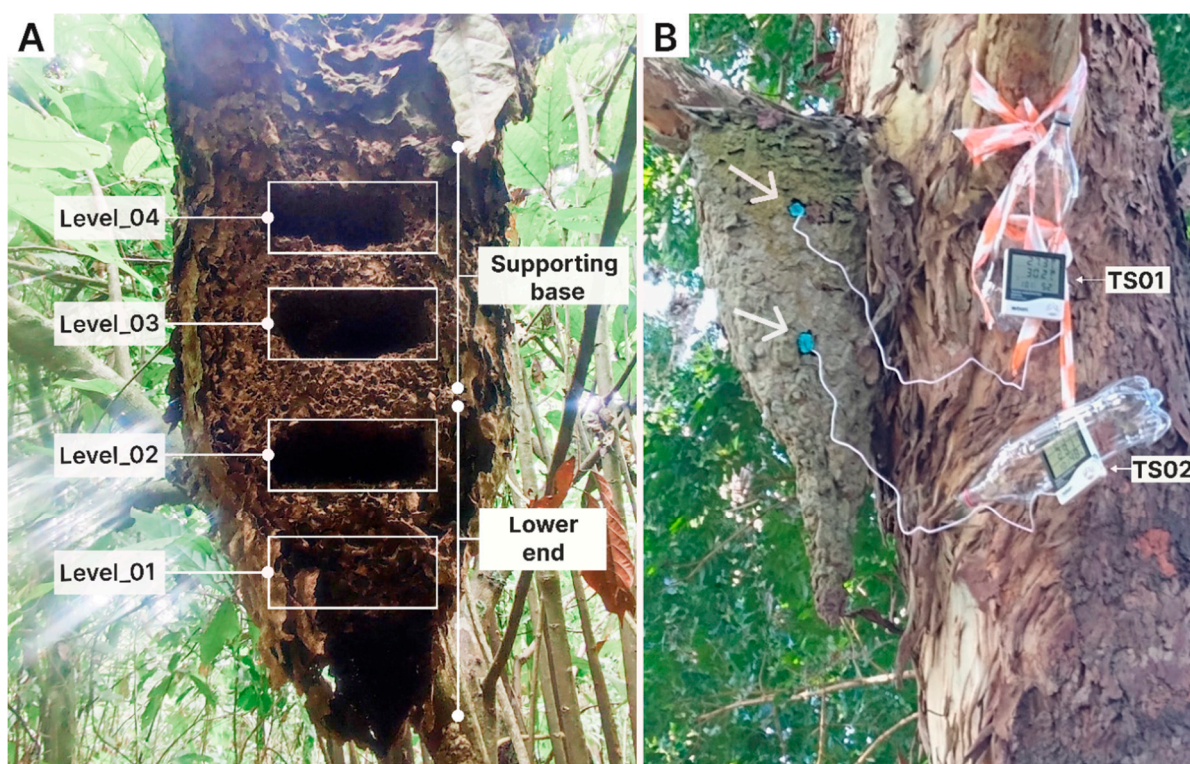 A
Level_04
Level_03
Level_02
Level_01
Supporting
base
Lower
end
B
TS01
TS02